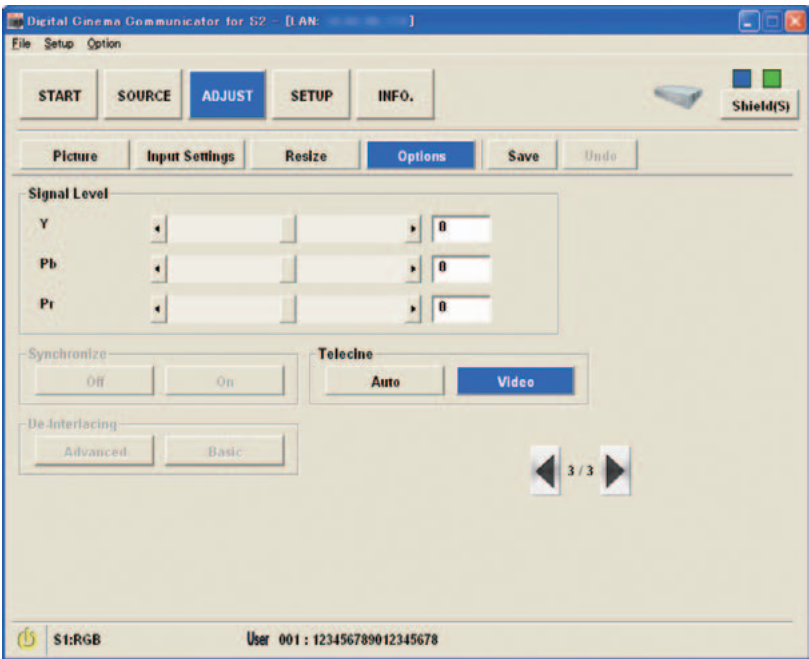 Digital Cinema Communicator for S2 - [LAN: ]
File Setup Option
START SOURCE ADJUST SETUP INFO.
Shield(S)
Picture Input Settings Resize Options Save Undo
Signal Level
Y 0
Pb 0
Pr 0
Synchronize Telecine
Off On Auto Video
De-Interlacing
Advanced Basic
3 / 3
S1:RGB User 001 : 123456789012345678